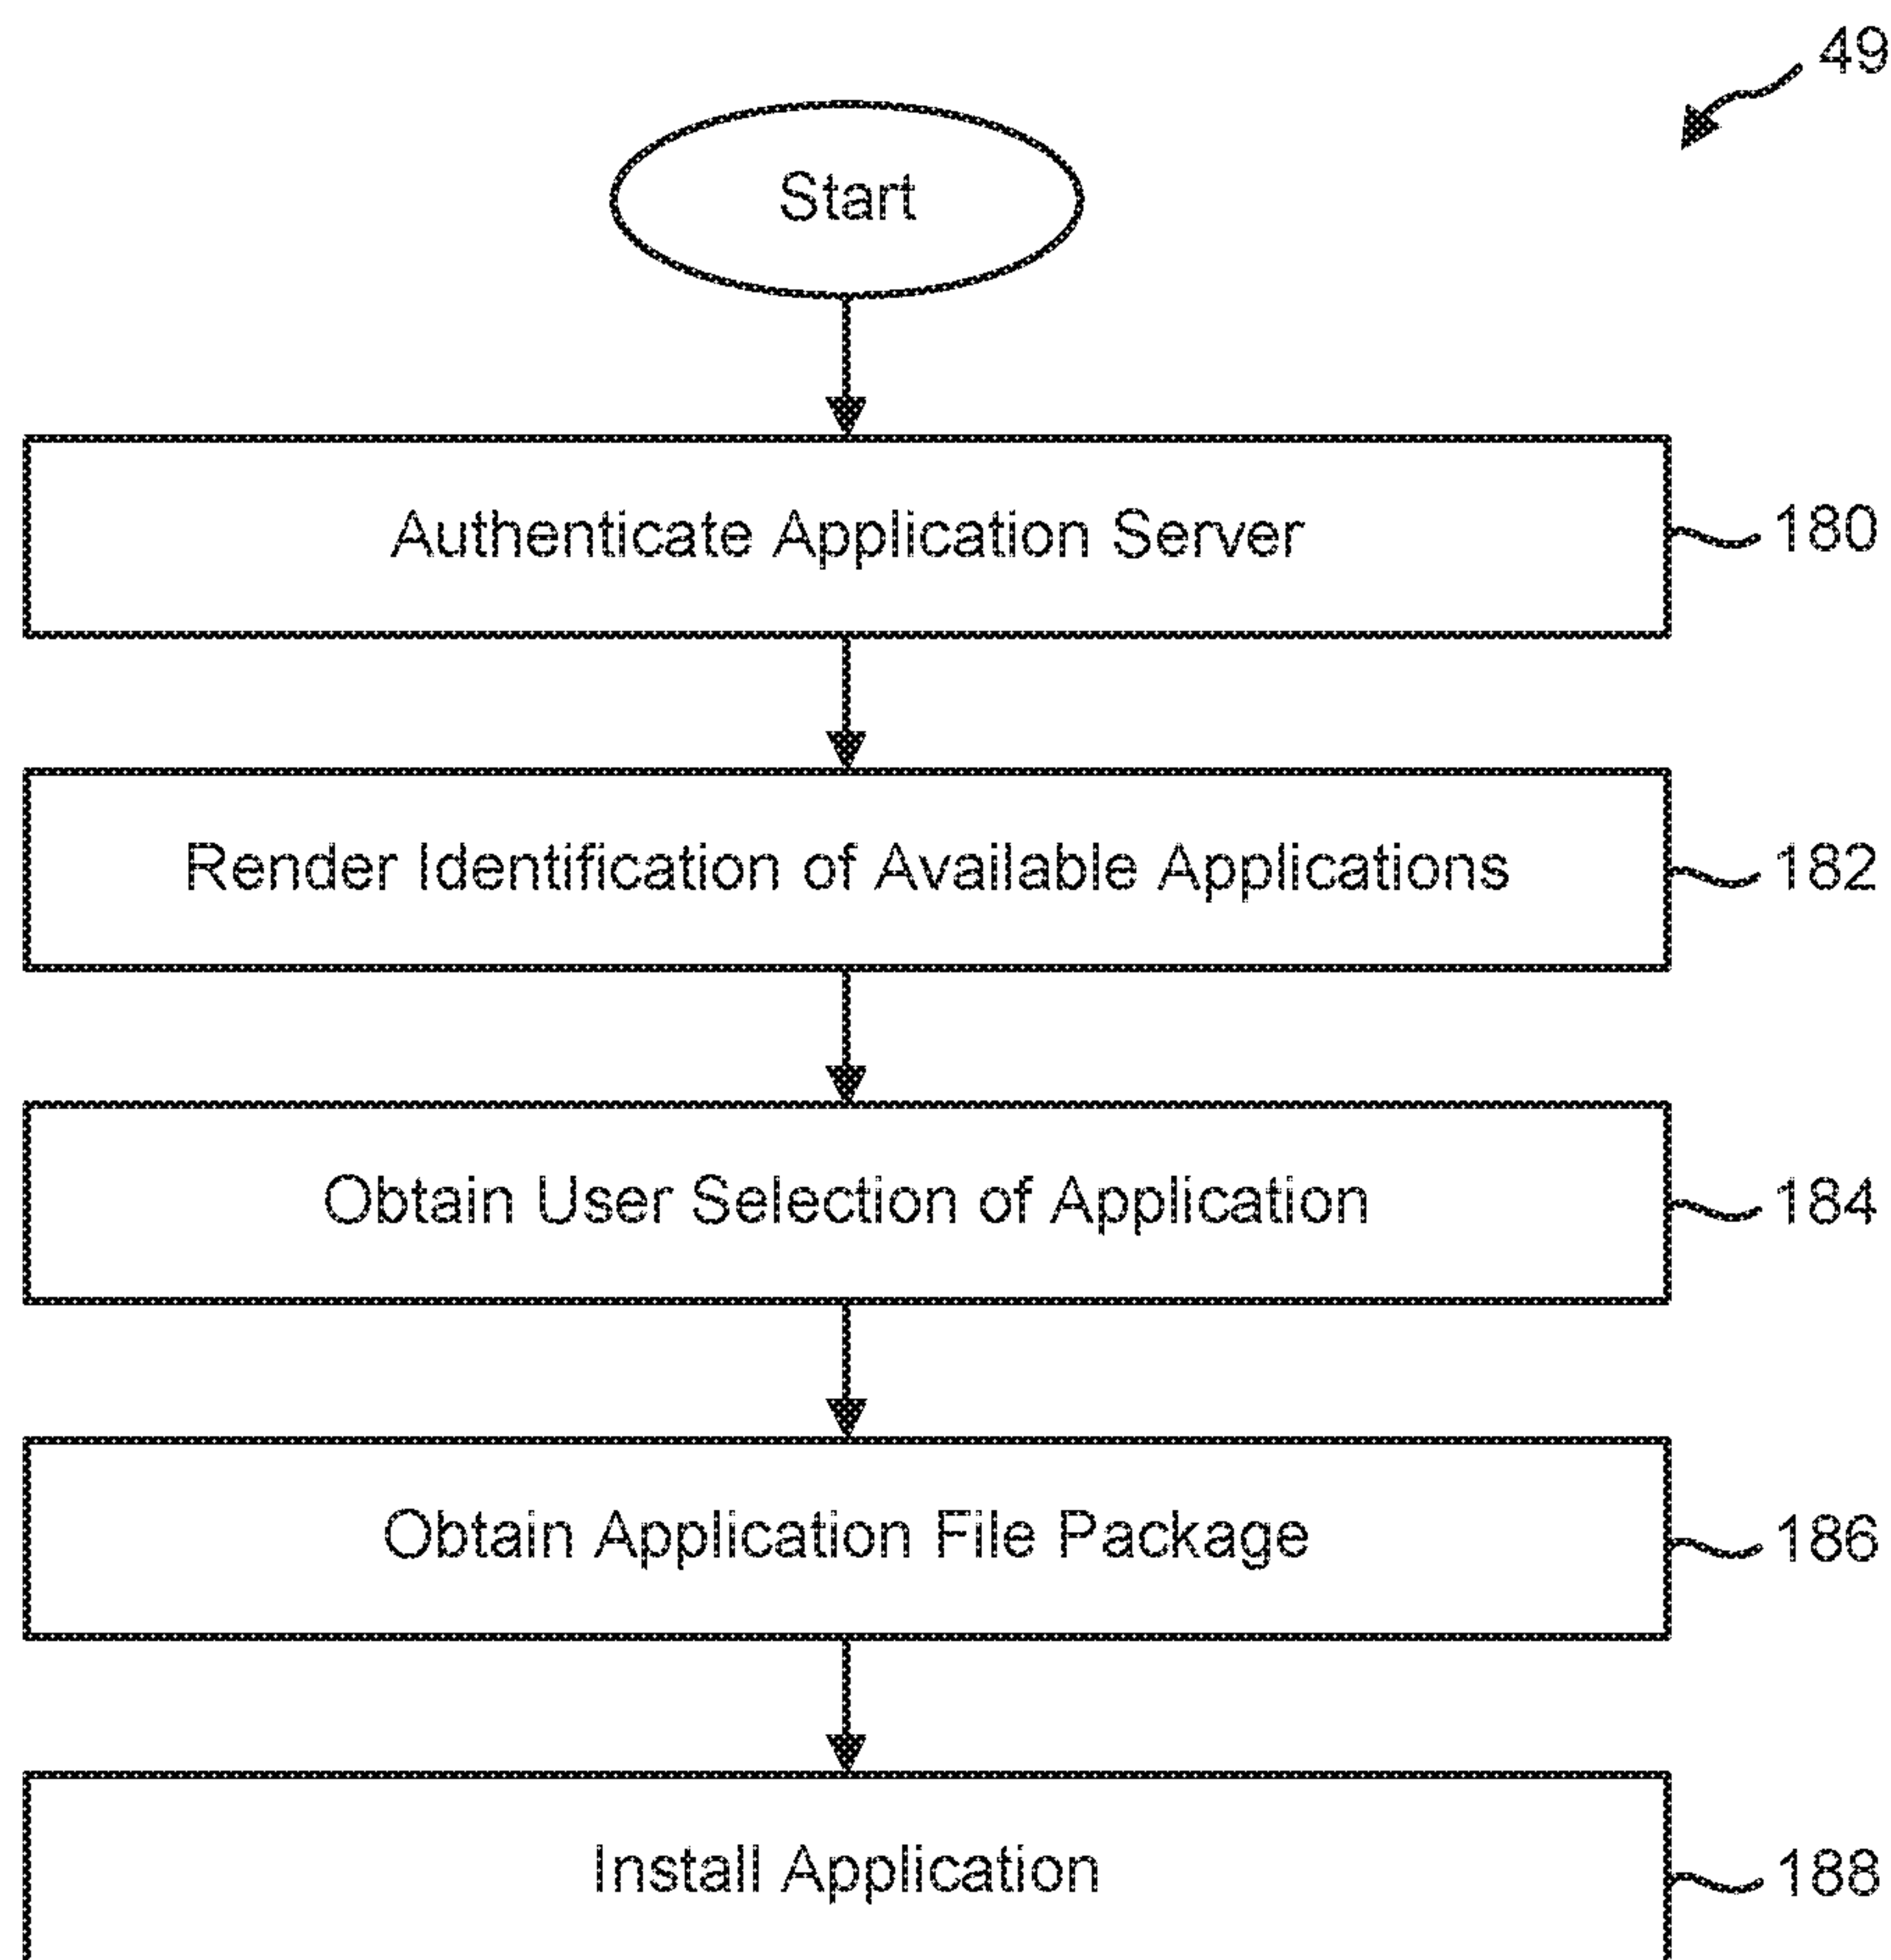 49
Start
Authenticate Application Server
180
Render Identification of Available Applications
182
Obtain User Selection of Application
184
Obtain Application File Package
186
Install Application
188